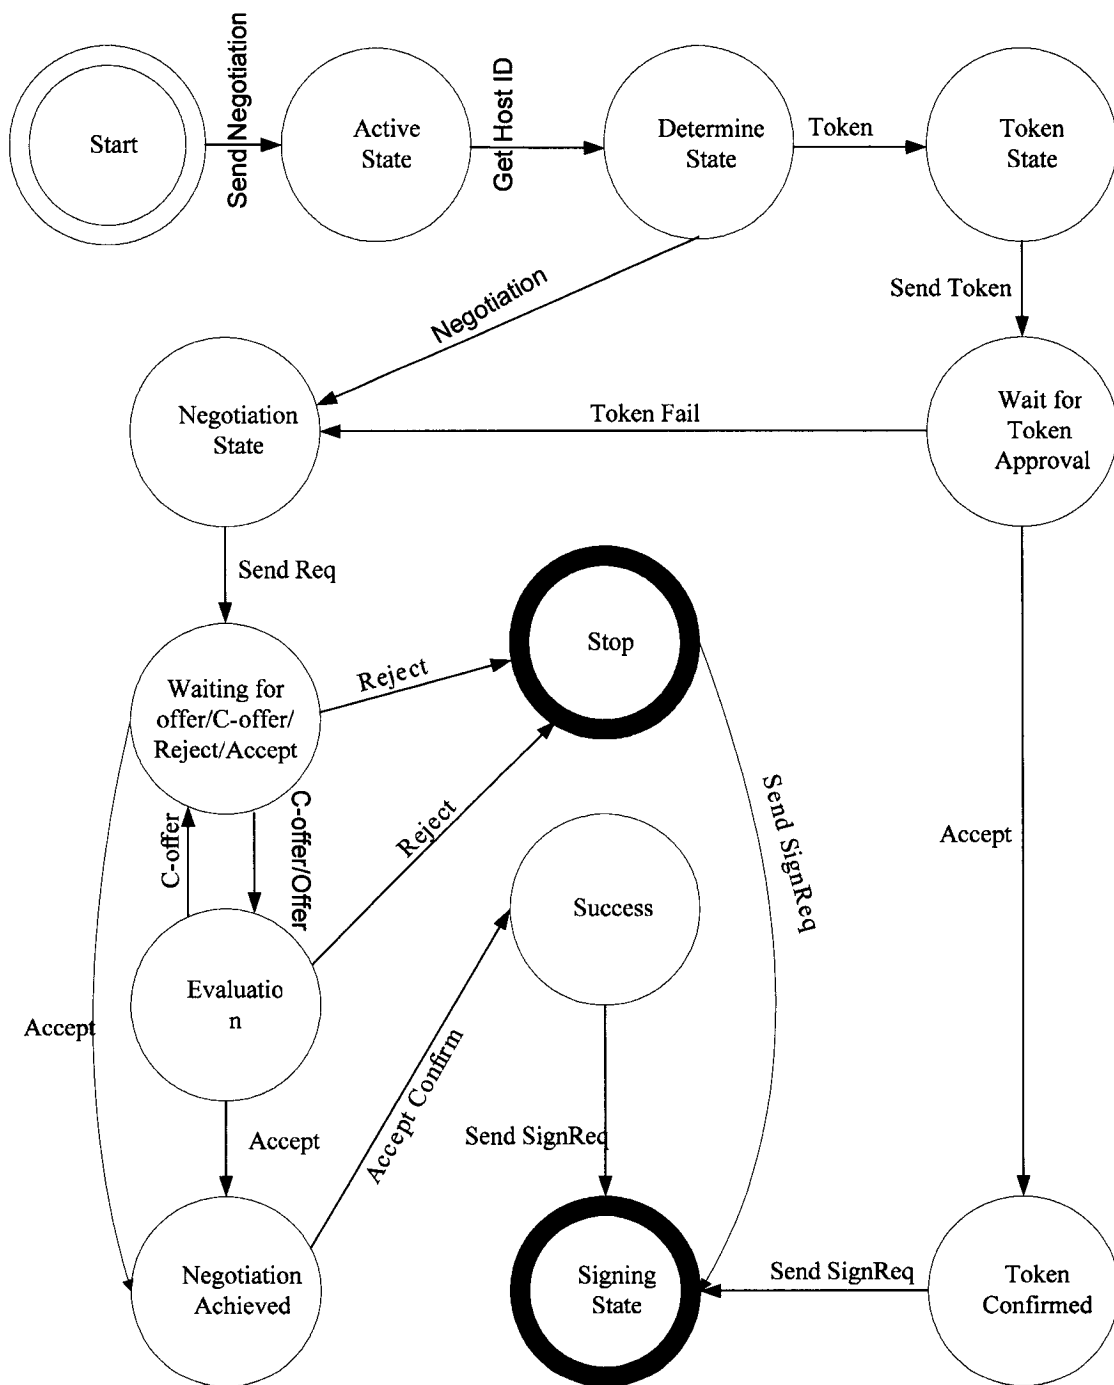 Start
Send Negotiation
Active
State
Get Host ID
Determine
State
Token
Token
State
Send Token
Negotiation
Negotiation
State
Token Fail
Wait for
Token
Approval
Send Req
Stop
Waiting for
offer/C-offer/
Reject/Accept
Reject
Send SignReq
C-offer
C-offer/Offer
Reject
Accept
Success
Evaluatio
n
Accept
Accept
Accept Confirm
Send SignReq
Negotiation
Achieved
Signing
State
Send SignReq
Token
Confirmed